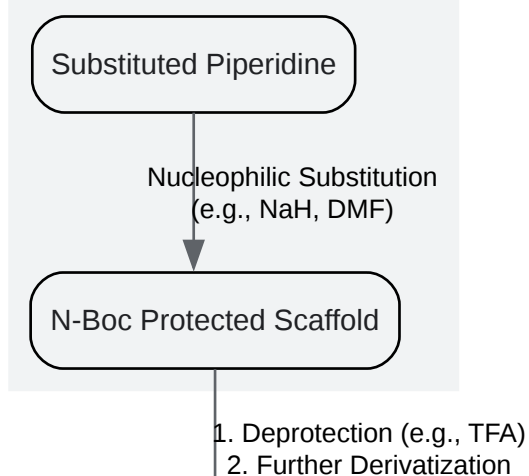 Substituted Piperidine
Nucleophilic Substitution
(e.g., NaH, DMF)
N-Boc Protected Scaffold
1. Deprotection (e.g., TFA)
2. Further Derivatization